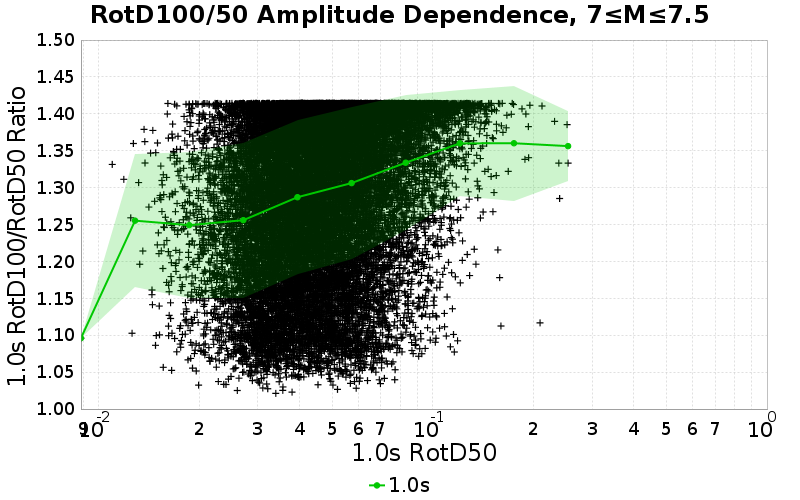 RotD100/50 Amplitude Dependence, 7≤M≤7.5
1.0s RotD100/RotD50 Ratio
1.50
1.45
1.40
1.35
1.30
1.25
1.20
1.15
1.10
1.05
1.00
9 10-2 2 3 4 5 6 7 10-1 2 3 4 5 6 7 100
1.0s RotD50
1.0s